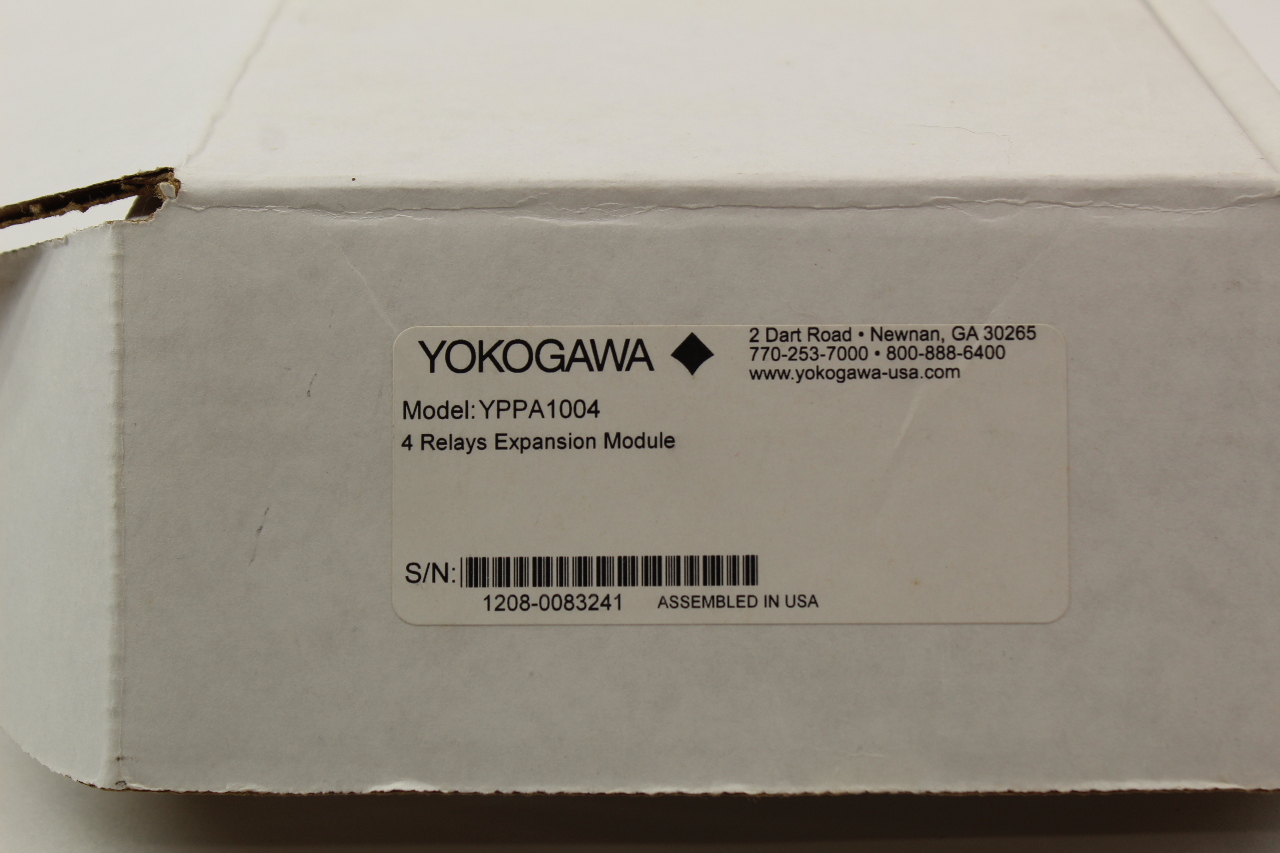 YOKOGAWA
2 Dart Road • Newnan, GA 30265
770-253-7000 • 800-888-6400
www.yokogawa-usa.com
Model: YPPA1004
4 Relays Expansion Module
S/N:
1208-0083241 ASSEMBLED IN USA